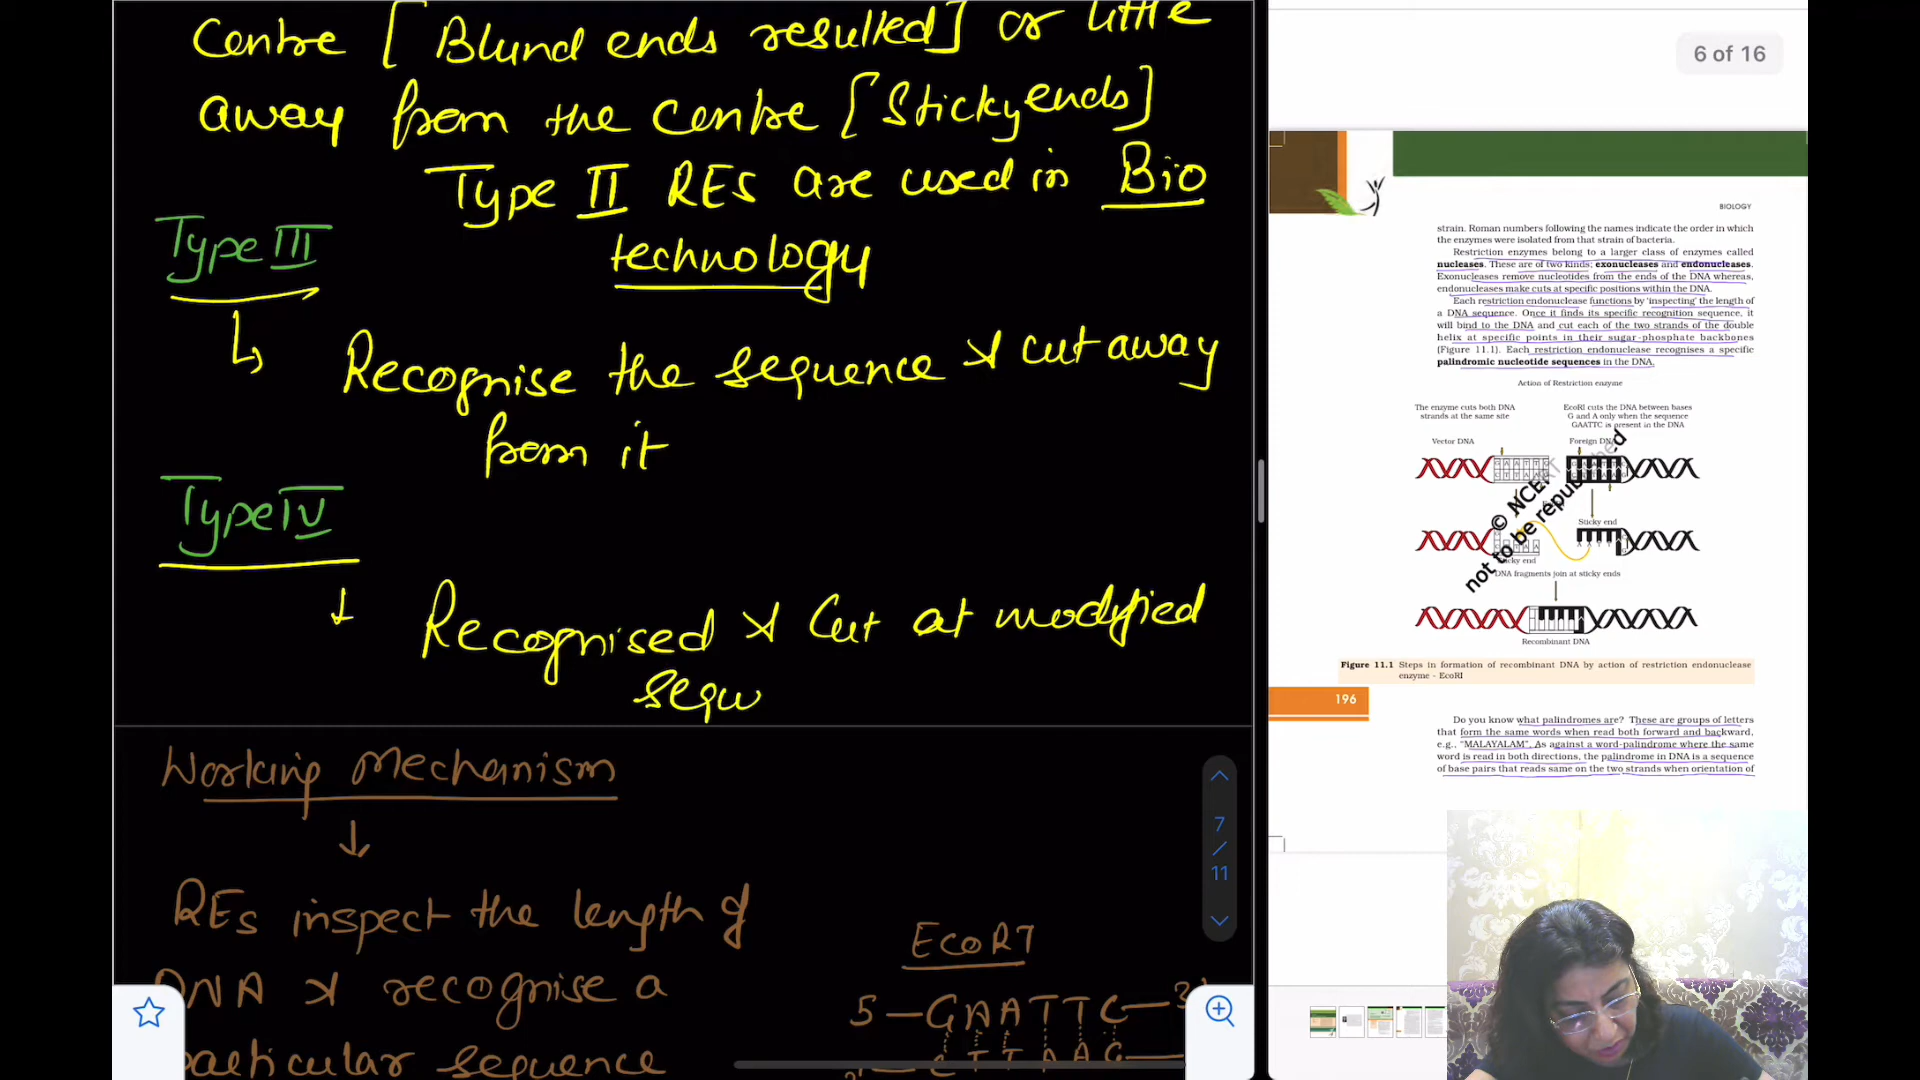 Centre [Blund ends resulted] or little
away from the centre [Sticky ends]
Type II REs are used in Bio
technology
Type III
Recognise the sequence & cut away
from it
Type IV
Recognised & Cut at modified
sequ
Working Mechanism
REs inspect the length of
DNA & recognise a
particular sequence
EcoRI
5 — GAATTC — 3'
CTTAAG —
7
/
11
6 of 16
BIOLOGY
strain. Roman numbers following the names indicate the order in which
the enzymes were isolated from that strain of bacteria.
Restriction enzymes belong to a larger class of enzymes called
nucleases. These are of two kinds; exonucleases and endonucleases.
Exonucleases remove nucleotides from the ends of the DNA whereas,
endonucleases make cuts at specific positions within the DNA.
Each restriction endonuclease functions by 'inspecting' the length of
a DNA sequence. Once it finds its specific recognition sequence, it
will bind to the DNA and cut each of the two strands of the double
helix at specific points in their sugar-phosphate backbones
(Figure 11.1). Each restriction endonuclease recognises a specific
palindromic nucleotide sequences in the DNA.
Action of Restriction enzyme
The enzyme cuts both DNA
strands at the same site
EcoRI cuts the DNA between bases
G and A only when the sequence
GAATTC is present in the DNA
Vector DNA
Foreign DNA
Sticky end
DNA fragments join at sticky ends
Recombinant DNA
© NCERT
not to be republished
Figure 11.1 Steps in formation of recombinant DNA by action of restriction endonuclease
enzyme - EcoRI
196
Do you know what palindromes are? These are groups of letters
that form the same words when read both forward and backward,
e.g., "MALAYALAM". As against a word-palindrome where the same
word is read in both directions, the palindrome in DNA is a sequence
of base pairs that reads same on the two strands when orientation of